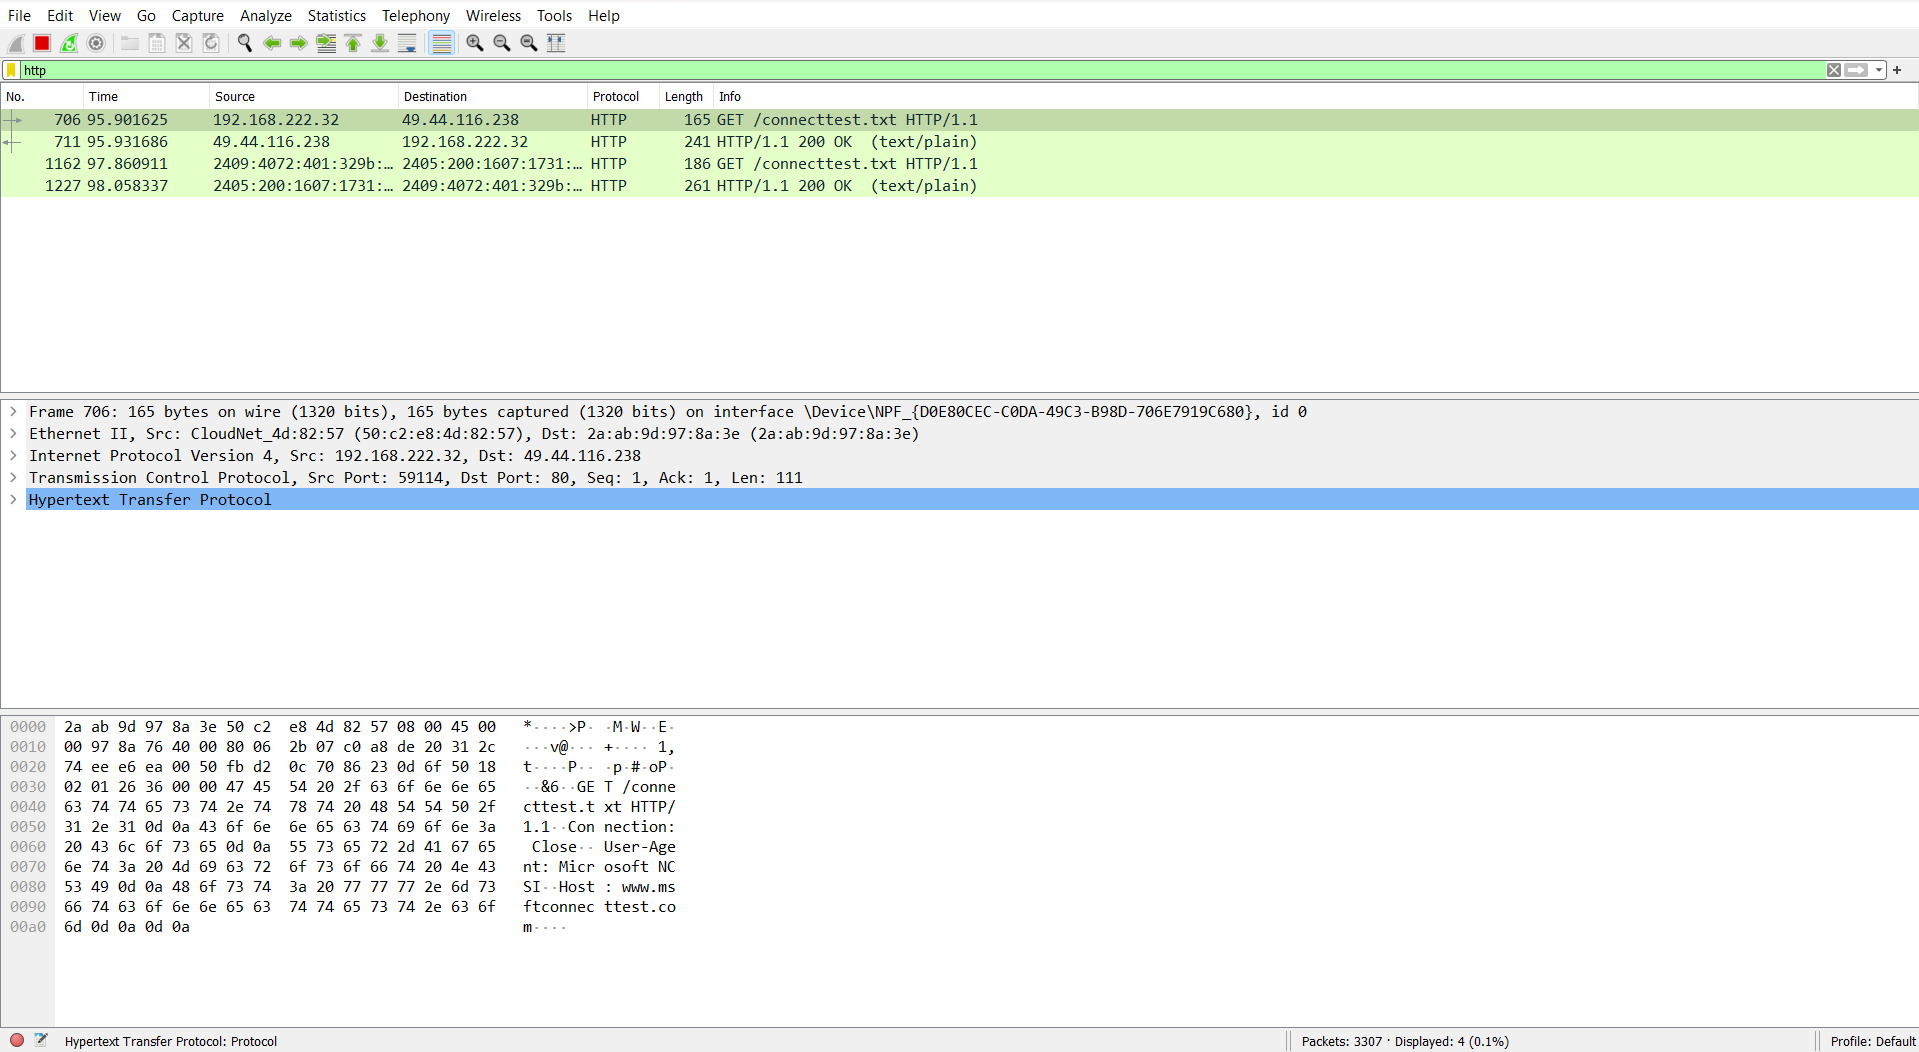 File Edit View Go Capture Analyze Statistics Telephony Wireless Tools Help
http
No. Time Source Destination Protocol Length Info
706 95.901625 192.168.222.32 49.44.116.238 HTTP 165 GET /connecttest.txt HTTP/1.1
711 95.931686 49.44.116.238 192.168.222.32 HTTP 241 HTTP/1.1 200 OK (text/plain)
1162 97.860911 2409:4072:401:329b:… 2405:200:1607:1731:… HTTP 186 GET /connecttest.txt HTTP/1.1
1227 98.058337 2405:200:1607:1731:… 2409:4072:401:329b:… HTTP 261 HTTP/1.1 200 OK (text/plain)
Frame 706: 165 bytes on wire (1320 bits), 165 bytes captured (1320 bits) on interface \Device\NPF_{D0E80CEC-C0DA-49C3-B98D-706E7919C680}, id 0
Ethernet II, Src: CloudNet_4d:82:57 (50:c2:e8:4d:82:57), Dst: 2a:ab:9d:97:8a:3e (2a:ab:9d:97:8a:3e)
Internet Protocol Version 4, Src: 192.168.222.32, Dst: 49.44.116.238
Transmission Control Protocol, Src Port: 59114, Dst Port: 80, Seq: 1, Ack: 1, Len: 111
Hypertext Transfer Protocol
0000 2a ab 9d 97 8a 3e 50 c2 e8 4d 82 57 08 00 45 00 *····>P· ·M·W··E·
0010 00 97 8a 76 40 00 80 06 2b 07 c0 a8 de 20 31 2c ···v@··· +···· 1,
0020 74 ee e6 ea 00 50 fb d2 0c 70 86 23 0d 6f 50 18 t····P·· ·p·#·oP·
0030 02 01 26 36 00 00 47 45 54 20 2f 63 6f 6e 6e 65 ··&6··GE T /conne
0040 63 74 74 65 73 74 2e 74 78 74 20 48 54 54 50 2f cttest.t xt HTTP/
0050 31 2e 31 0d 0a 43 6f 6e 6e 65 63 74 69 6f 6e 3a 1.1··Con nection:
0060 20 43 6c 6f 73 65 0d 0a 55 73 65 72 2d 41 67 65 Close·· User-Age
0070 6e 74 3a 20 4d 69 63 72 6f 73 6f 66 74 20 4e 43 nt: Micr osoft NC
0080 53 49 0d 0a 48 6f 73 74 3a 20 77 77 77 2e 6d 73 SI··Host : www.ms
0090 66 74 63 6f 6e 6e 65 63 74 74 65 73 74 2e 63 6f ftconnec ttest.co
00a0 6d 0d 0a 0d 0a m····
Hypertext Transfer Protocol: Protocol Packets: 3307 · Displayed: 4 (0.1%) Profile: Default